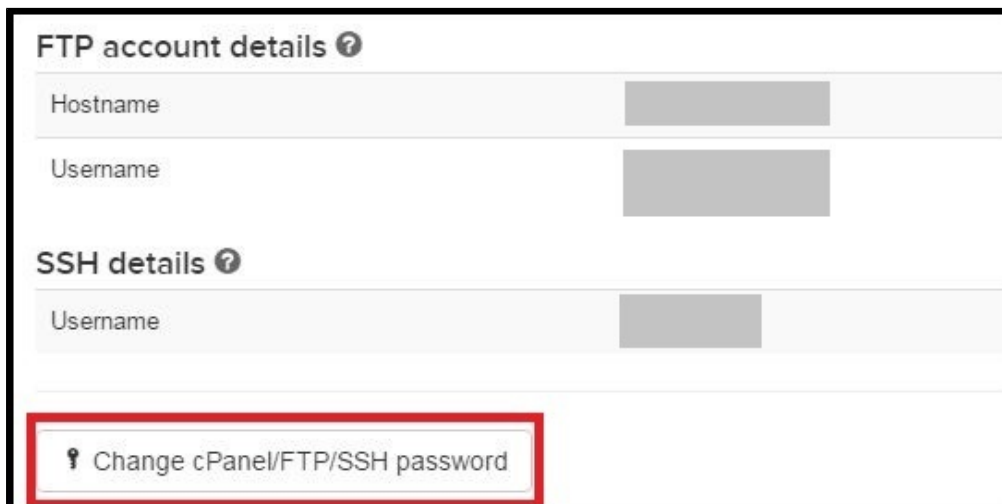 FTP account details
Hostname
Username
SSH details
Username
Change cPanel/FTP/SSH password